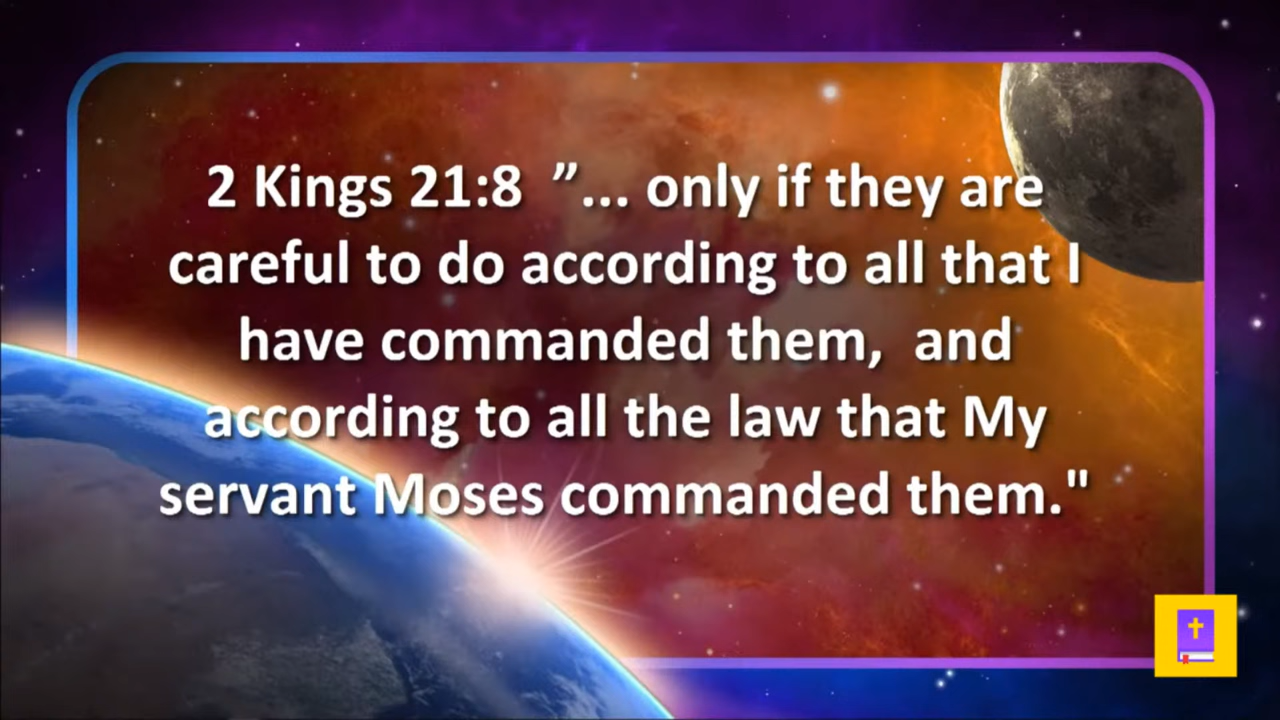 2 Kings 21:8  ”... only if they are
careful to do according to all that I
have commanded them,  and
according to all the law that My
servant Moses commanded them."